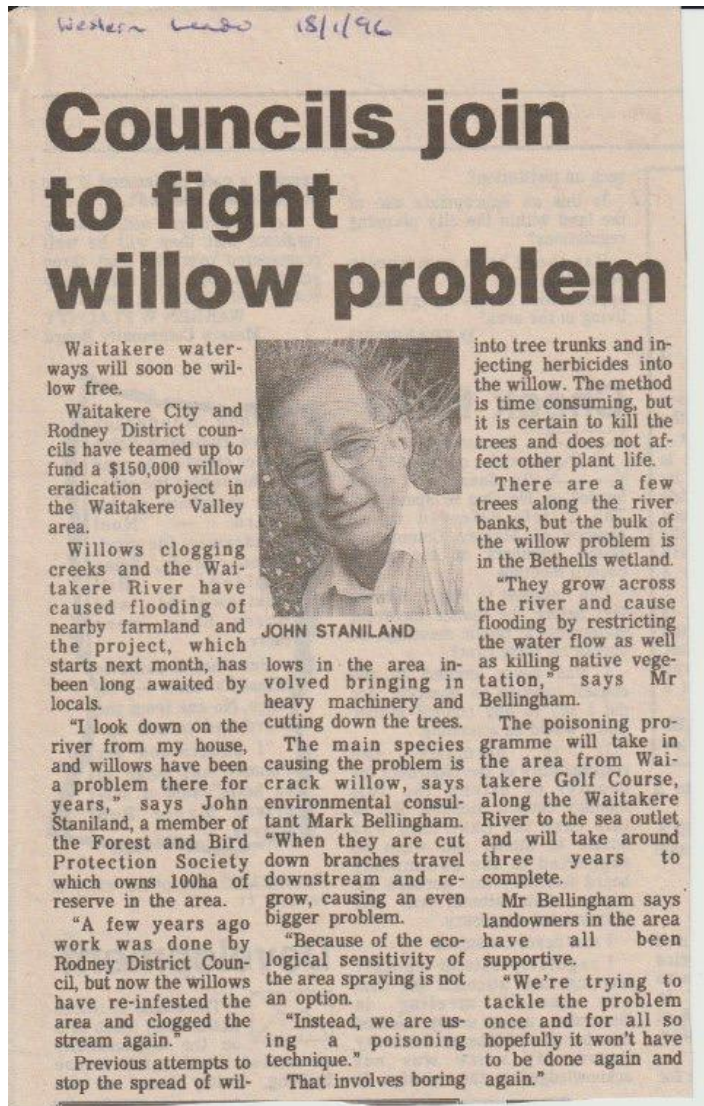 Western Leader 18/1/96
Councils join
to fight
willow problem
Waitakere water-
ways will soon be wil-
low free.
Waitakere City and
Rodney District coun-
cils have teamed up to
fund a $150,000 willow
eradication project in
the Waitakere Valley
area.
Willows clogging
creeks and the Wai-
takere River have
caused flooding of
nearby farmland and
the project, which
starts next month, has
been long awaited by
locals.
"I look down on the
river from my house,
and willows have been
a problem there for
years," says John
Staniland, a member of
the Forest and Bird
Protection Society
which owns 100ha of
reserve in the area.
"A few years ago
work was done by
Rodney District Coun-
cil, but now the willows
have re-infested the
area and clogged the
stream again."
Previous attempts to
stop the spread of wil-
JOHN STANILAND
lows in the area in-
volved bringing in
heavy machinery and
cutting down the trees.
The main species
causing the problem is
crack willow, says
environmental consul-
tant Mark Bellingham.
"When they are cut
down branches travel
downstream and re-
grow, causing an even
bigger problem.
"Because of the eco-
logical sensitivity of
the area spraying is not
an option.
"Instead, we are us-
ing a poisoning
technique."
That involves boring
into tree trunks and in-
jecting herbicides into
the willow. The method
is time consuming, but
it is certain to kill the
trees and does not af-
fect other plant life.
There are a few
trees along the river
banks, but the bulk of
the willow problem is
in the Bethells wetland.
"They grow across
the river and cause
flooding by restricting
the water flow as well
as killing native vege-
tation," says Mr
Bellingham.
The poisoning pro-
gramme will take in
the area from Wai-
takere Golf Course,
along the Waitakere
River to the sea outlet
and will take around
three years to
complete.
Mr Bellingham says
landowners in the area
have all been
supportive.
"We're trying to
tackle the problem
once and for all so
hopefully it won't have
to be done again and
again."